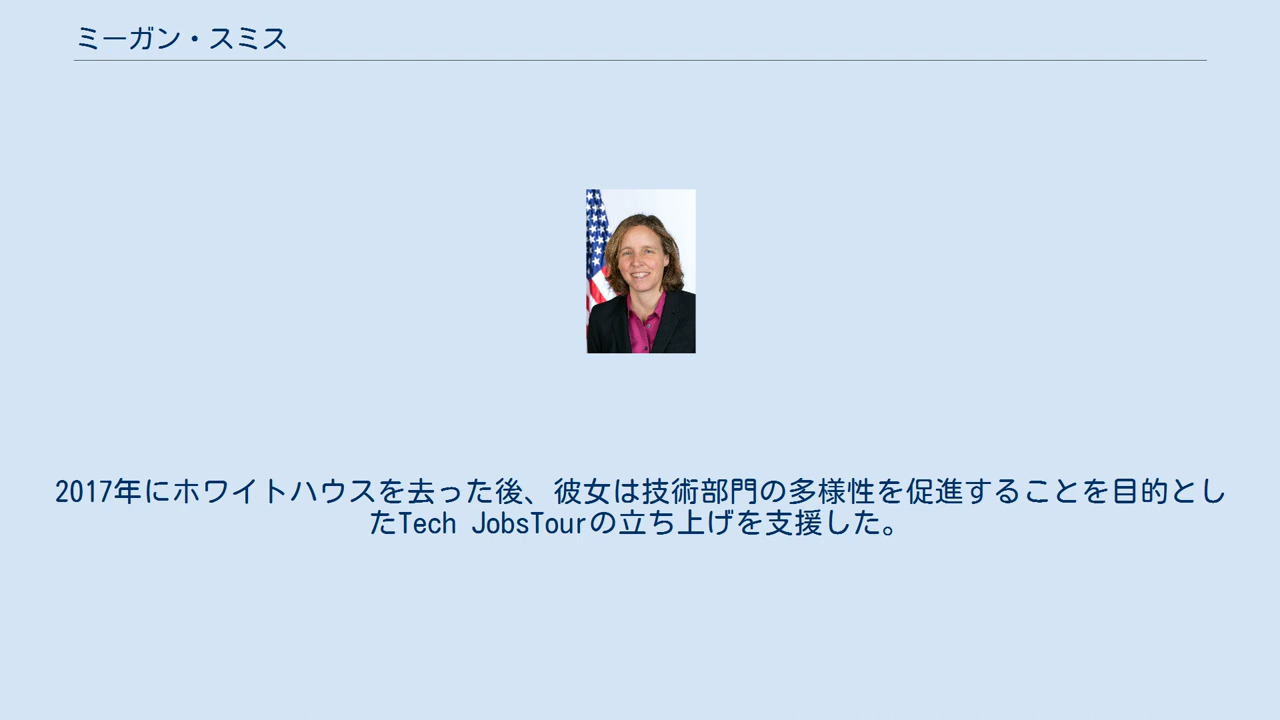 ミーガン・スミス
2017年にホワイトハウスを去った後、彼女は技術部門の多様性を促進することを目的とし
たTech JobsTourの立ち上げを支援した。